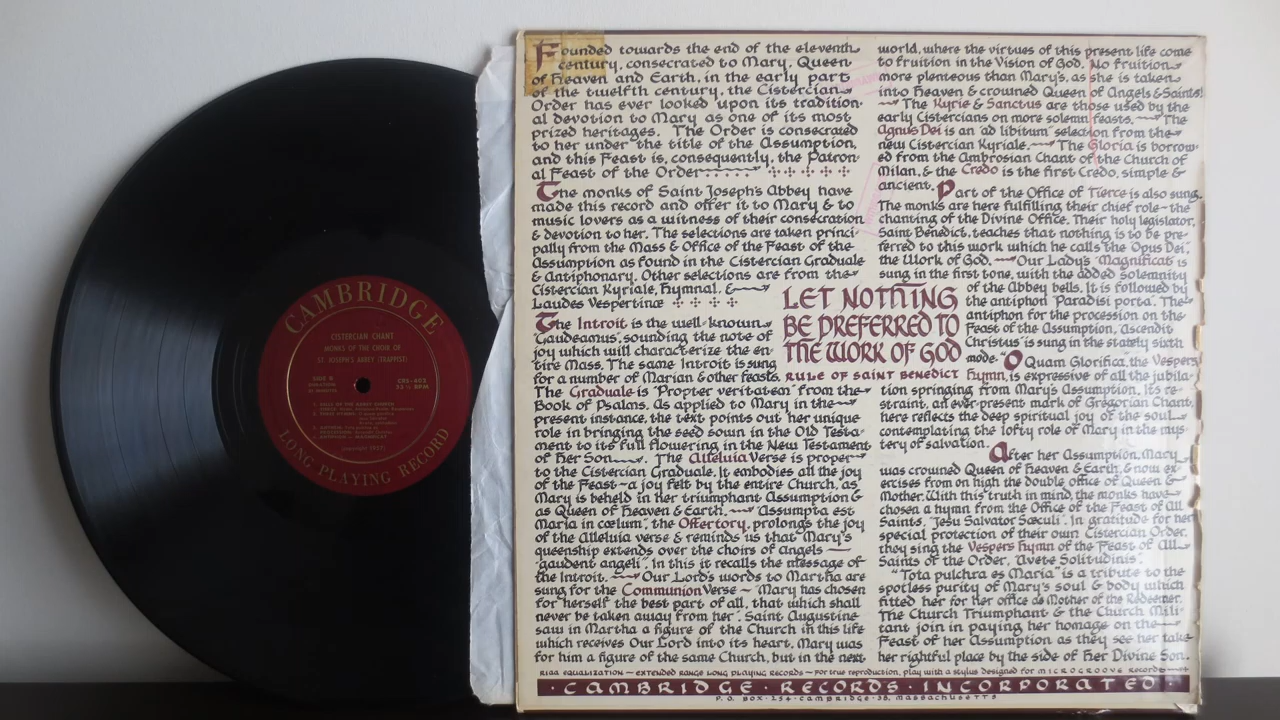 CAMBRIDGE
CISTERCIAN CHANT
MONKS OF THE CHOIR OF
ST. JOSEPH'S ABBEY (TRAPPIST)
SIDE B
CRS-402
33⅓ RPM
LONG PLAYING RECORD
Founded towards the end of the eleventh
century, consecrated to Mary, Queen
of Heaven and Earth, in the early part
of the twelfth century, the Cistercian
Order has ever looked upon its tradition-
al devotion to Mary as one of its most
prized heritages. The Order is consecrated
to her under the title of the Assumption,
and this Feast is, consequently, the Patron-
al Feast of the Order
The monks of Saint Joseph's Abbey have
made this record and offer it to Mary & to
music lovers as a witness of their consecration
& devotion to her. The selections are taken princi-
pally from the Mass & Office of the Feast of the
Assumption as found in the Cistercian Graduale
& Antiphonary. Other selections are from the
Cistercian Kyriale, Hymnal, &
Laudes Vespertinæ
The Introit is the well-known
"Gaudeamus", sounding the note of
joy which will characterize the en-
tire Mass. The same Introit is sung
for a number of Marian & other feasts.
The Graduale is "Propter veritatem" from the
Book of Psalms. As applied to Mary in the
present instance, the text points out her unique
role in bringing the seed sown in the Old Testa-
ment to its full flowering in the New Testament
of Her Son. The Alleluia Verse is proper
to the Cistercian Graduale. It embodies all the joy
of the Feast ~ a joy felt by the entire Church, as
Mary is beheld in Her triumphant Assumption &
as Queen of Heaven & Earth. "Assumpta est
Maria in cœlum", the Offertory, prolongs the joy
of the Alleluia verse & reminds us that Mary's
queenship extends over the choirs of angels
"gaudent angeli". In this it recalls the message of
the Introit. Our Lord's words to Martha are
sung for the Communion Verse ~ "Mary has chosen
for herself the best part of all, that which shall
never be taken away from her". Saint Augustine
saw in Martha a figure of the Church in this life
which receives Our Lord into its heart. Mary was
for him a figure of the same Church, but in the next
LET NOTHING
BE PREFERRED TO
THE WORK OF GOD
RULE OF SAINT BENEDICT
world, where the virtues of this present life come
to fruition in the Vision of God. No fruition
more plenteous than Mary's, as she is taken
into Heaven & crowned Queen of Angels & Saints!
The Kyrie & Sanctus are those used by the
early Cistercians on more solemn feasts. The
Agnus Dei is an "ad libitum" selection from the
new Cistercian Kyriale. The Gloria is borrow-
ed from the Ambrosian Chant of the Church of
Milan, & the Credo is the first Credo, simple &
ancient. Part of the Office of Tierce is also sung.
The monks are here fulfilling their chief role ~ the
chanting of the Divine Office. Their holy legislator,
Saint Benedict, teaches that nothing is to be pre-
ferred to this work which he calls the "Opus Dei",
the Work of God. Our Lady's Magnificat is
sung in the first tone, with the added solemnity
of the Abbey bells. It is followed by
the antiphon "Paradisi porta". The
antiphon for the procession on the
Feast of the Assumption, "Ascendit
Christus" is sung in the stately sixth
mode. "O Quam Glorifica", the Vespers
Hymn, is expressive of all the jubila-
tion springing from Mary's Assumption. Its re-
straint, an ever-present mark of Gregorian Chant,
here reflects the deep spiritual joy of the soul
contemplating the lofty role of Mary in the mys-
tery of salvation.
After her Assumption, Mary
was crowned Queen of Heaven & Earth, & now ex-
ercises from on high the double office of Queen &
Mother. With this truth in mind, the monks have
chosen a hymn from the Office of the Feast of All
Saints, "Jesu Salvator Sæculi". In gratitude for her
special protection of their own Cistercian Order,
they sing the Vespers Hymn of the Feast of All
Saints of the Order, "Avete Solitudinis".
"Tota pulchra es Maria" is a tribute to the
spotless purity of Mary's soul & body which
fitted her for her office as Mother of the Redeemer.
The Church Triumphant & the Church Mili-
tant join in paying her homage on the
Feast of her Assumption as they see her take
her rightful place by the side of Her Divine Son.
RIAA EQUALIZATION ~ EXTENDED RANGE LONG PLAYING RECORDS ~ For true reproduction, play with a stylus designed for MICROGROOVE RECORDS
CAMBRIDGE · RECORDS · INCORPORATED
P.O. BOX · 254 · CAMBRIDGE · 38, MASSACHUSETTS